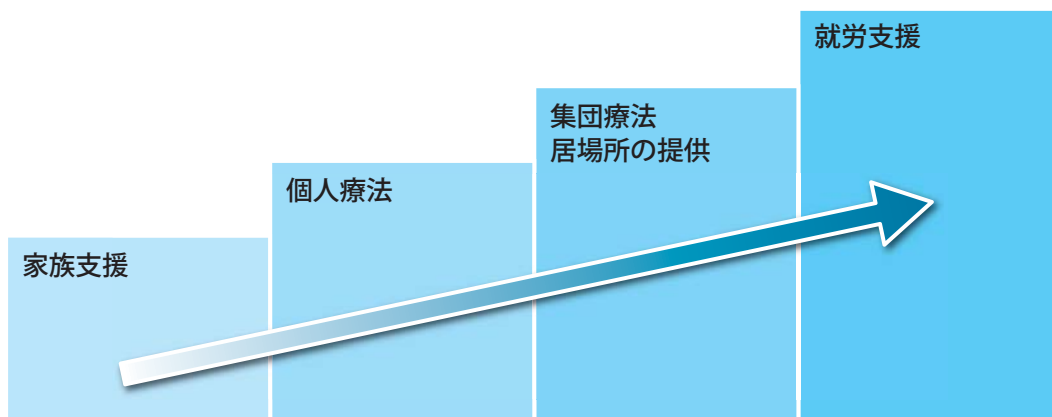 家族支援
個人療法
集団療法
居場所の提供
就労支援